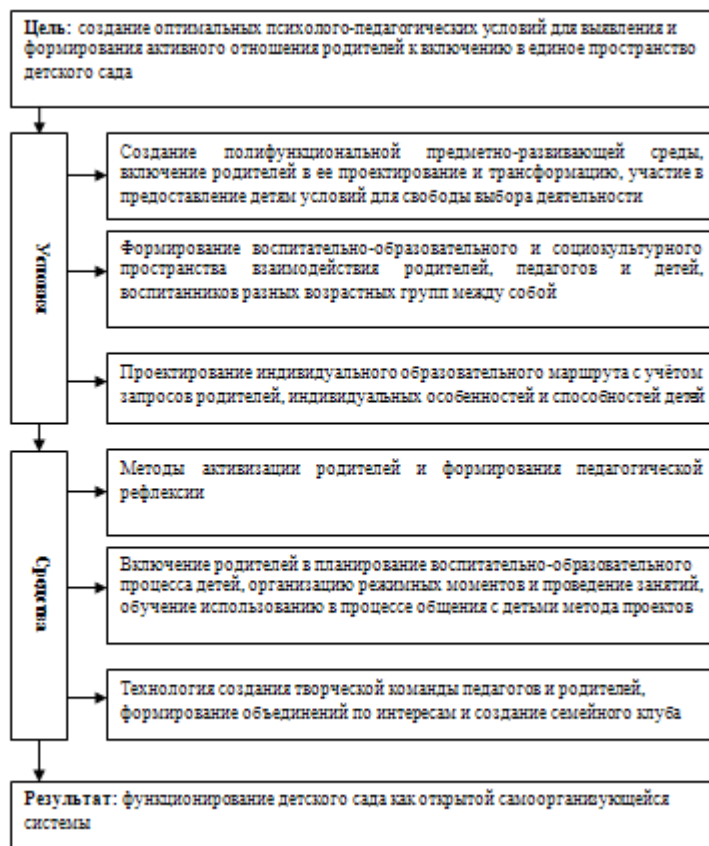 Цель: создание оптимальных психолого-педагогических условий для выявления и
формирования активного отношения родителей к включению в единое пространство
детского сада
Условия
Создание полифункциональной предметно-развивающей среды,
включение родителей в ее проектирование и трансформацию, участие в
предоставление детям условий для свободы выбора деятельности
Формирование воспитательно-образовательного и социокультурного
пространства взаимодействия родителей, педагогов и детей,
воспитанников разных возрастных групп между собой
Проектирование индивидуального образовательного маршрута с учётом
запросов родителей, индивидуальных особенностей и способностей детей
Средства
Методы активизации родителей и формирования педагогической
рефлексии
Включение родителей в планирование воспитательно-образовательного
процесса детей, организацию режимных моментов и проведение занятий,
обучение использованию в процессе общения с детьми метода проектов
Технология создания творческой команды педагогов и родителей,
формирование объединений по интересам и создание семейного клуба
Результат: функционирование детского сада как открытой самоорганизующейся
системы